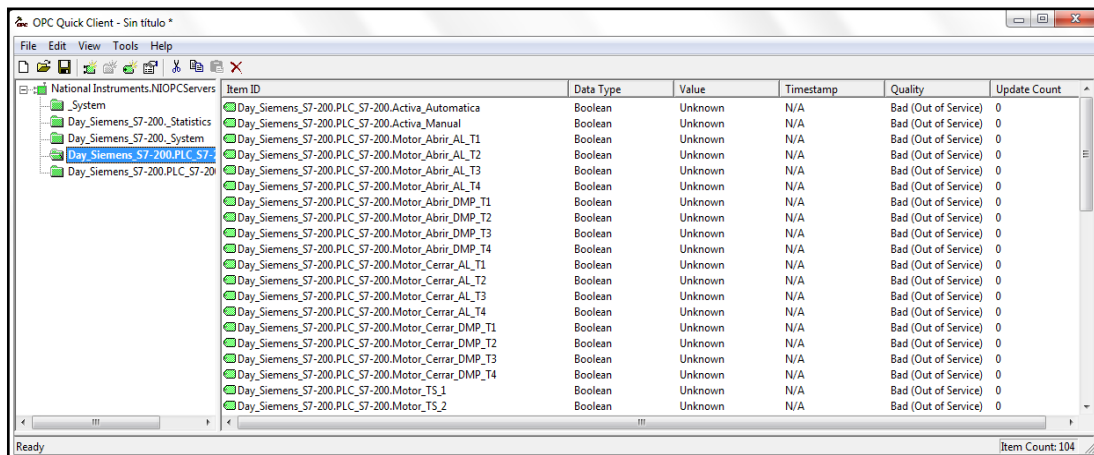 OPC Quick Client - Sin título *
File Edit View Tools Help
National Instruments.NIOPCServers
_System
Day_Siemens_S7-200._Statistics
Day_Siemens_S7-200._System
Day_Siemens_S7-200.PLC_S7-2
Day_Siemens_S7-200.PLC_S7-20
Item ID Data Type Value Timestamp Quality Update Count
Day_Siemens_S7-200.PLC_S7-200.Activa_Automatica Boolean Unknown N/A Bad (Out of Service) 0
Day_Siemens_S7-200.PLC_S7-200.Activa_Manual Boolean Unknown N/A Bad (Out of Service) 0
Day_Siemens_S7-200.PLC_S7-200.Motor_Abrir_AL_T1 Boolean Unknown N/A Bad (Out of Service) 0
Day_Siemens_S7-200.PLC_S7-200.Motor_Abrir_AL_T2 Boolean Unknown N/A Bad (Out of Service) 0
Day_Siemens_S7-200.PLC_S7-200.Motor_Abrir_AL_T3 Boolean Unknown N/A Bad (Out of Service) 0
Day_Siemens_S7-200.PLC_S7-200.Motor_Abrir_AL_T4 Boolean Unknown N/A Bad (Out of Service) 0
Day_Siemens_S7-200.PLC_S7-200.Motor_Abrir_DMP_T1 Boolean Unknown N/A Bad (Out of Service) 0
Day_Siemens_S7-200.PLC_S7-200.Motor_Abrir_DMP_T2 Boolean Unknown N/A Bad (Out of Service) 0
Day_Siemens_S7-200.PLC_S7-200.Motor_Abrir_DMP_T3 Boolean Unknown N/A Bad (Out of Service) 0
Day_Siemens_S7-200.PLC_S7-200.Motor_Abrir_DMP_T4 Boolean Unknown N/A Bad (Out of Service) 0
Day_Siemens_S7-200.PLC_S7-200.Motor_Cerrar_AL_T1 Boolean Unknown N/A Bad (Out of Service) 0
Day_Siemens_S7-200.PLC_S7-200.Motor_Cerrar_AL_T2 Boolean Unknown N/A Bad (Out of Service) 0
Day_Siemens_S7-200.PLC_S7-200.Motor_Cerrar_AL_T3 Boolean Unknown N/A Bad (Out of Service) 0
Day_Siemens_S7-200.PLC_S7-200.Motor_Cerrar_AL_T4 Boolean Unknown N/A Bad (Out of Service) 0
Day_Siemens_S7-200.PLC_S7-200.Motor_Cerrar_DMP_T1 Boolean Unknown N/A Bad (Out of Service) 0
Day_Siemens_S7-200.PLC_S7-200.Motor_Cerrar_DMP_T2 Boolean Unknown N/A Bad (Out of Service) 0
Day_Siemens_S7-200.PLC_S7-200.Motor_Cerrar_DMP_T3 Boolean Unknown N/A Bad (Out of Service) 0
Day_Siemens_S7-200.PLC_S7-200.Motor_Cerrar_DMP_T4 Boolean Unknown N/A Bad (Out of Service) 0
Day_Siemens_S7-200.PLC_S7-200.Motor_TS_1 Boolean Unknown N/A Bad (Out of Service) 0
Day_Siemens_S7-200.PLC_S7-200.Motor_TS_2 Boolean Unknown N/A Bad (Out of Service) 0
Ready Item Count: 104